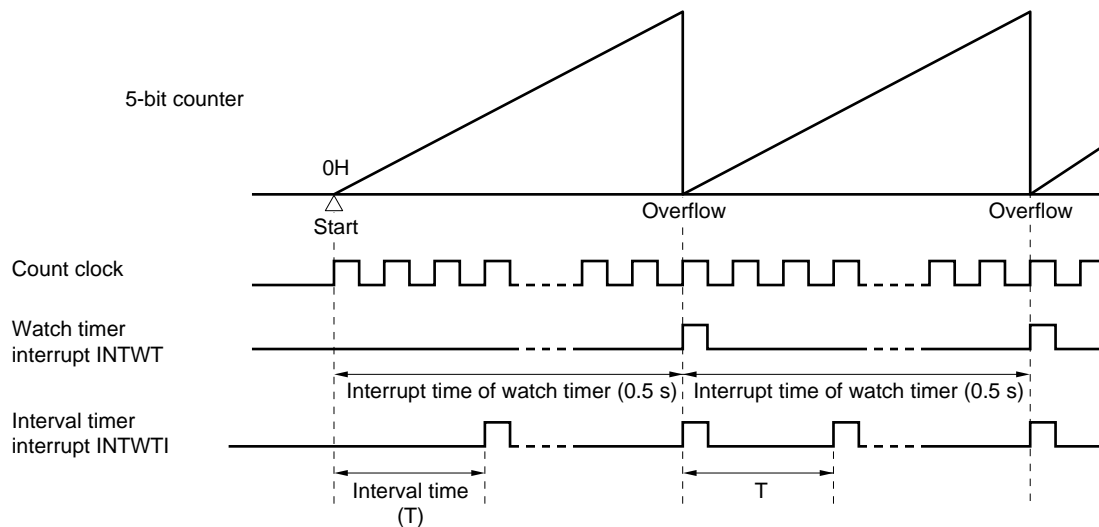 5-bit counter
0H
Start
Overflow
Overflow
Count clock
Watch timer
interrupt INTWT
Interrupt time of watch timer (0.5 s)
Interrupt time of watch timer (0.5 s)
Interval timer
interrupt INTWTI
Interval time
(T)
T